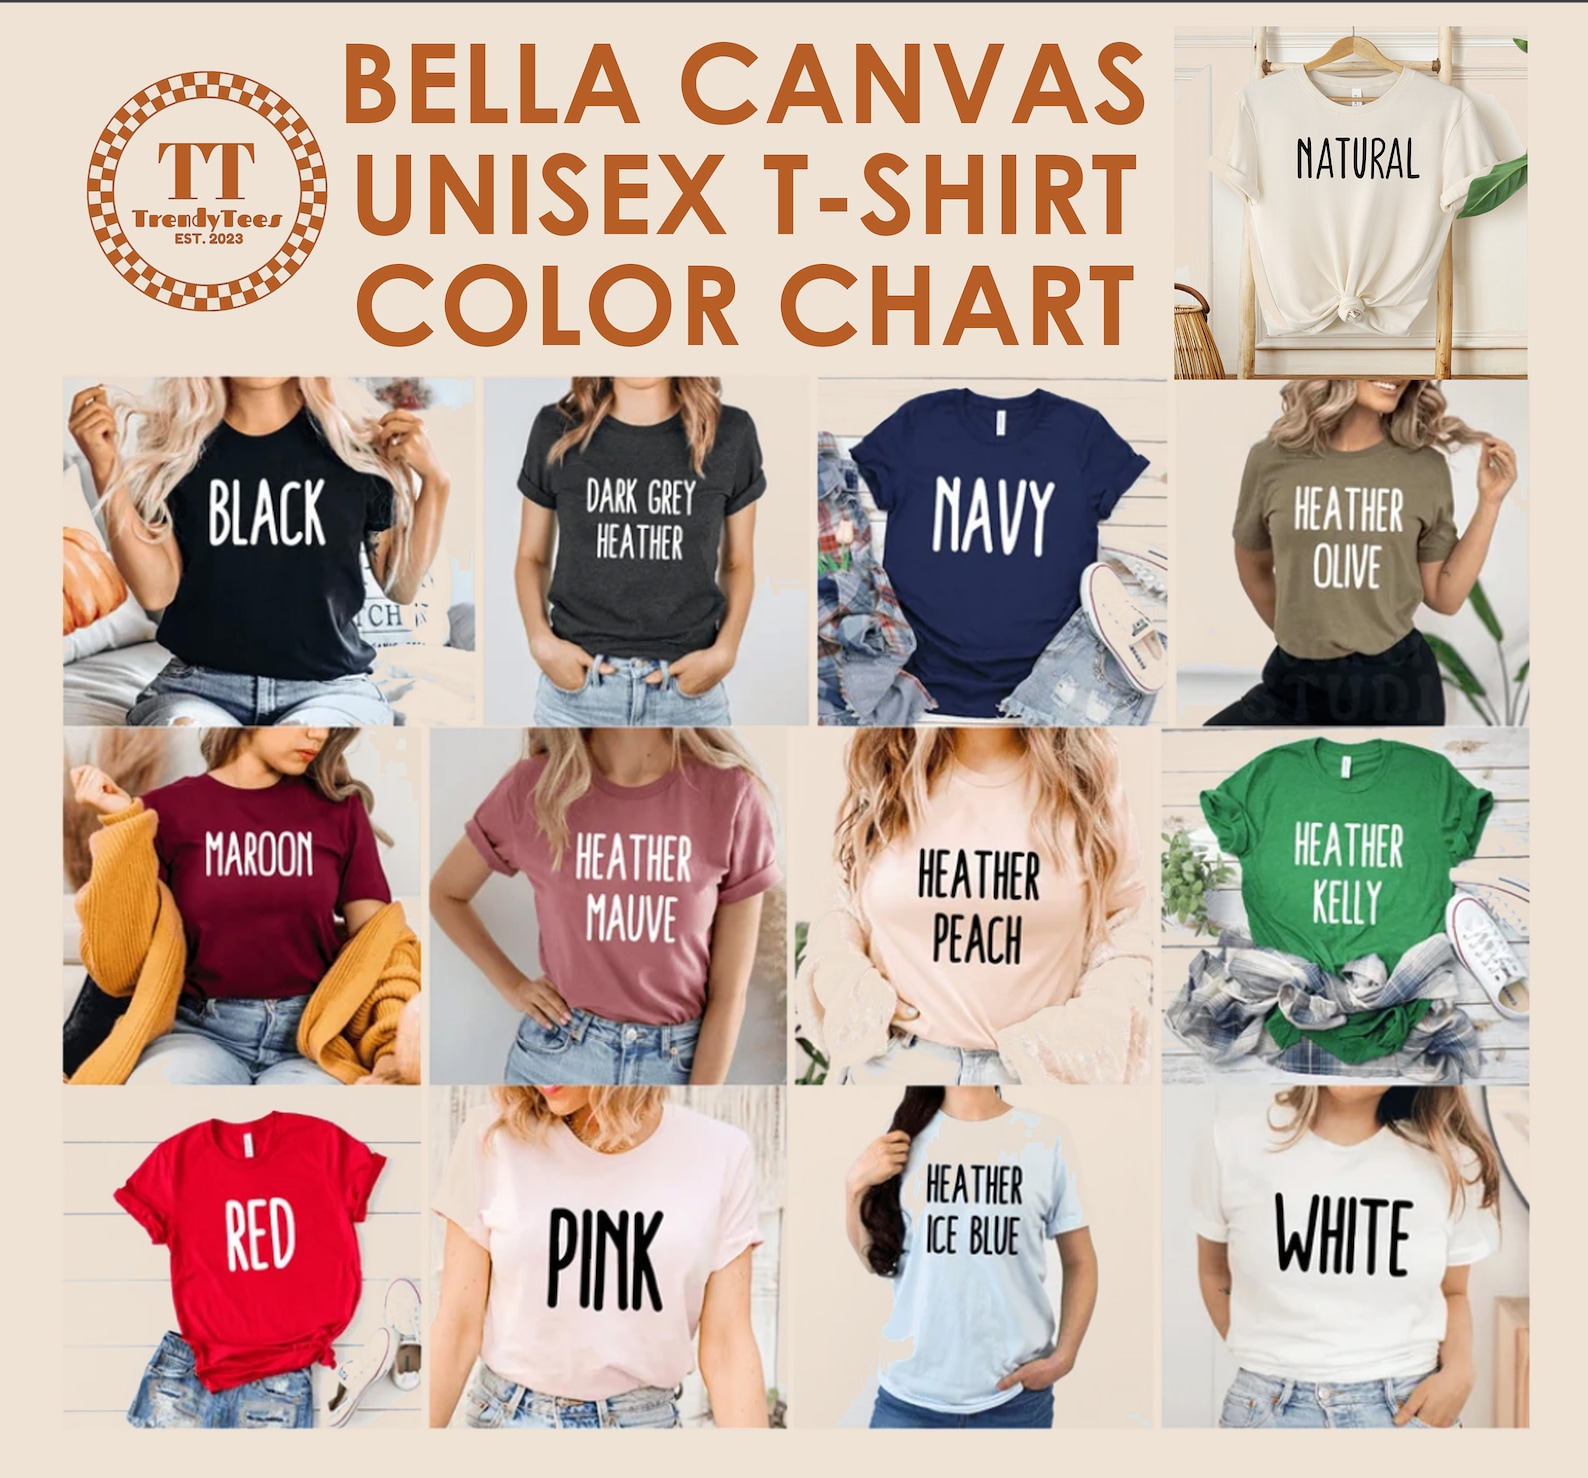 TT
TrendyTees
EST. 2023
BELLA CANVAS
UNISEX T-SHIRT
COLOR CHART
NATURAL
BLACK
DARK GREY
HEATHER
NAVY
HEATHER
OLIVE
MAROON
HEATHER
MAUVE
HEATHER
PEACH
HEATHER
KELLY
RED
PINK
HEATHER
ICE BLUE
WHITE